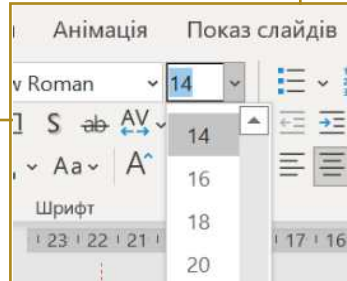 Анімація Показ слайдів
w Roman 14
S ab AV
14
Aa A
16
Шрифт
18
23 22 21 17 16
20